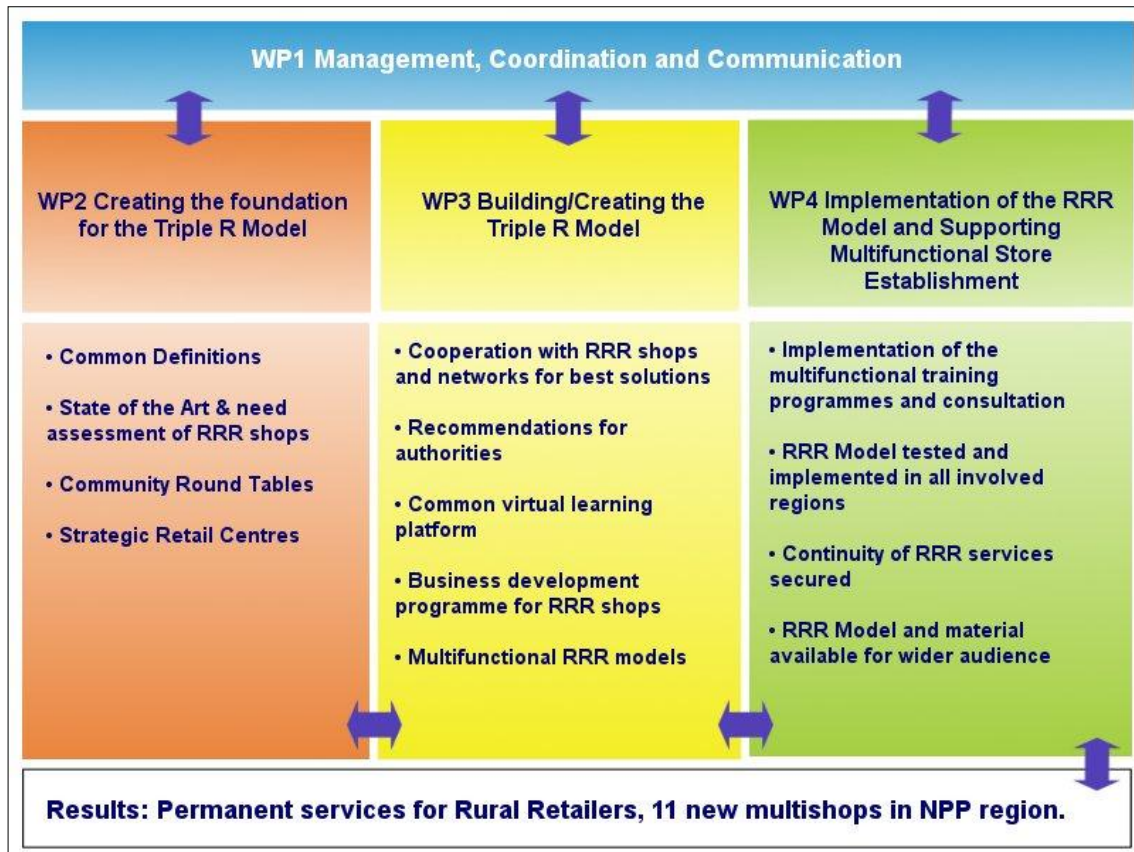 WP1 Management, Coordination and Communication
WP2 Creating the foundation
for the Triple R Model
WP3 Building/Creating the
Triple R Model
WP4 Implementation of the RRR
Model and Supporting
Multifunctional Store
Establishment
• Common Definitions
• State of the Art & need
assessment of RRR shops
• Community Round Tables
• Strategic Retail Centres
• Cooperation with RRR shops
and networks for best solutions
• Recommendations for
authorities
• Common virtual learning
platform
• Business development
programme for RRR shops
• Multifunctional RRR models
• Implementation of the
multifunctional training
programmes and consultation
• RRR Model tested and
implemented in all involved
regions
• Continuity of RRR services
secured
• RRR Model and material
available for wider audience
Results: Permanent services for Rural Retailers, 11 new multishops in NPP region.